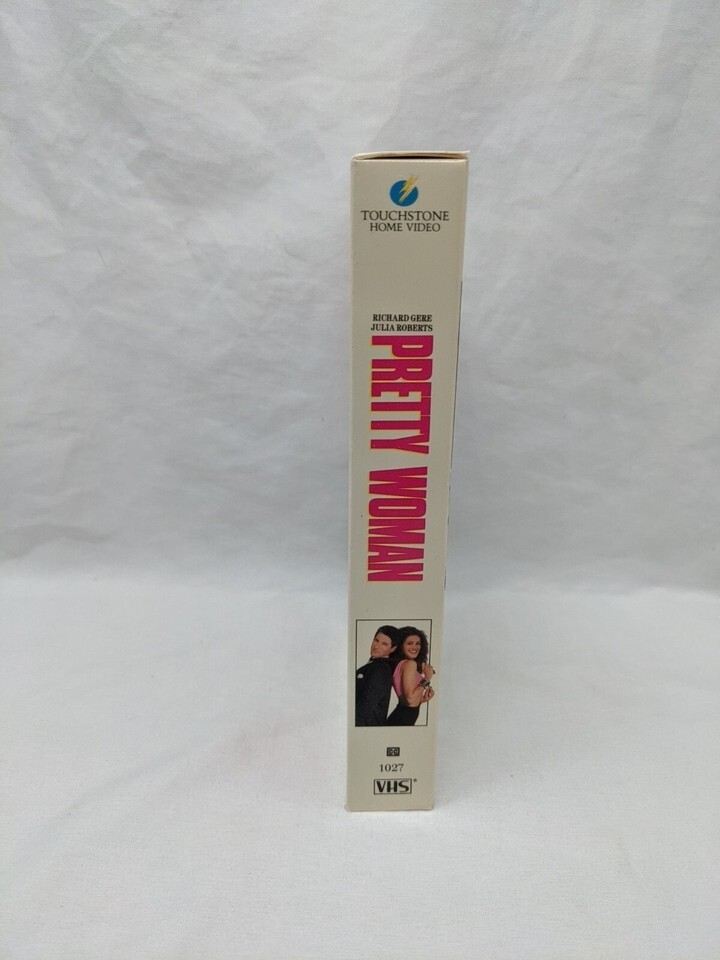 TOUCHSTONE
HOME VIDEO
RICHARD GERE
JULIA ROBERTS
PRETTY WOMAN
1027
VHS®